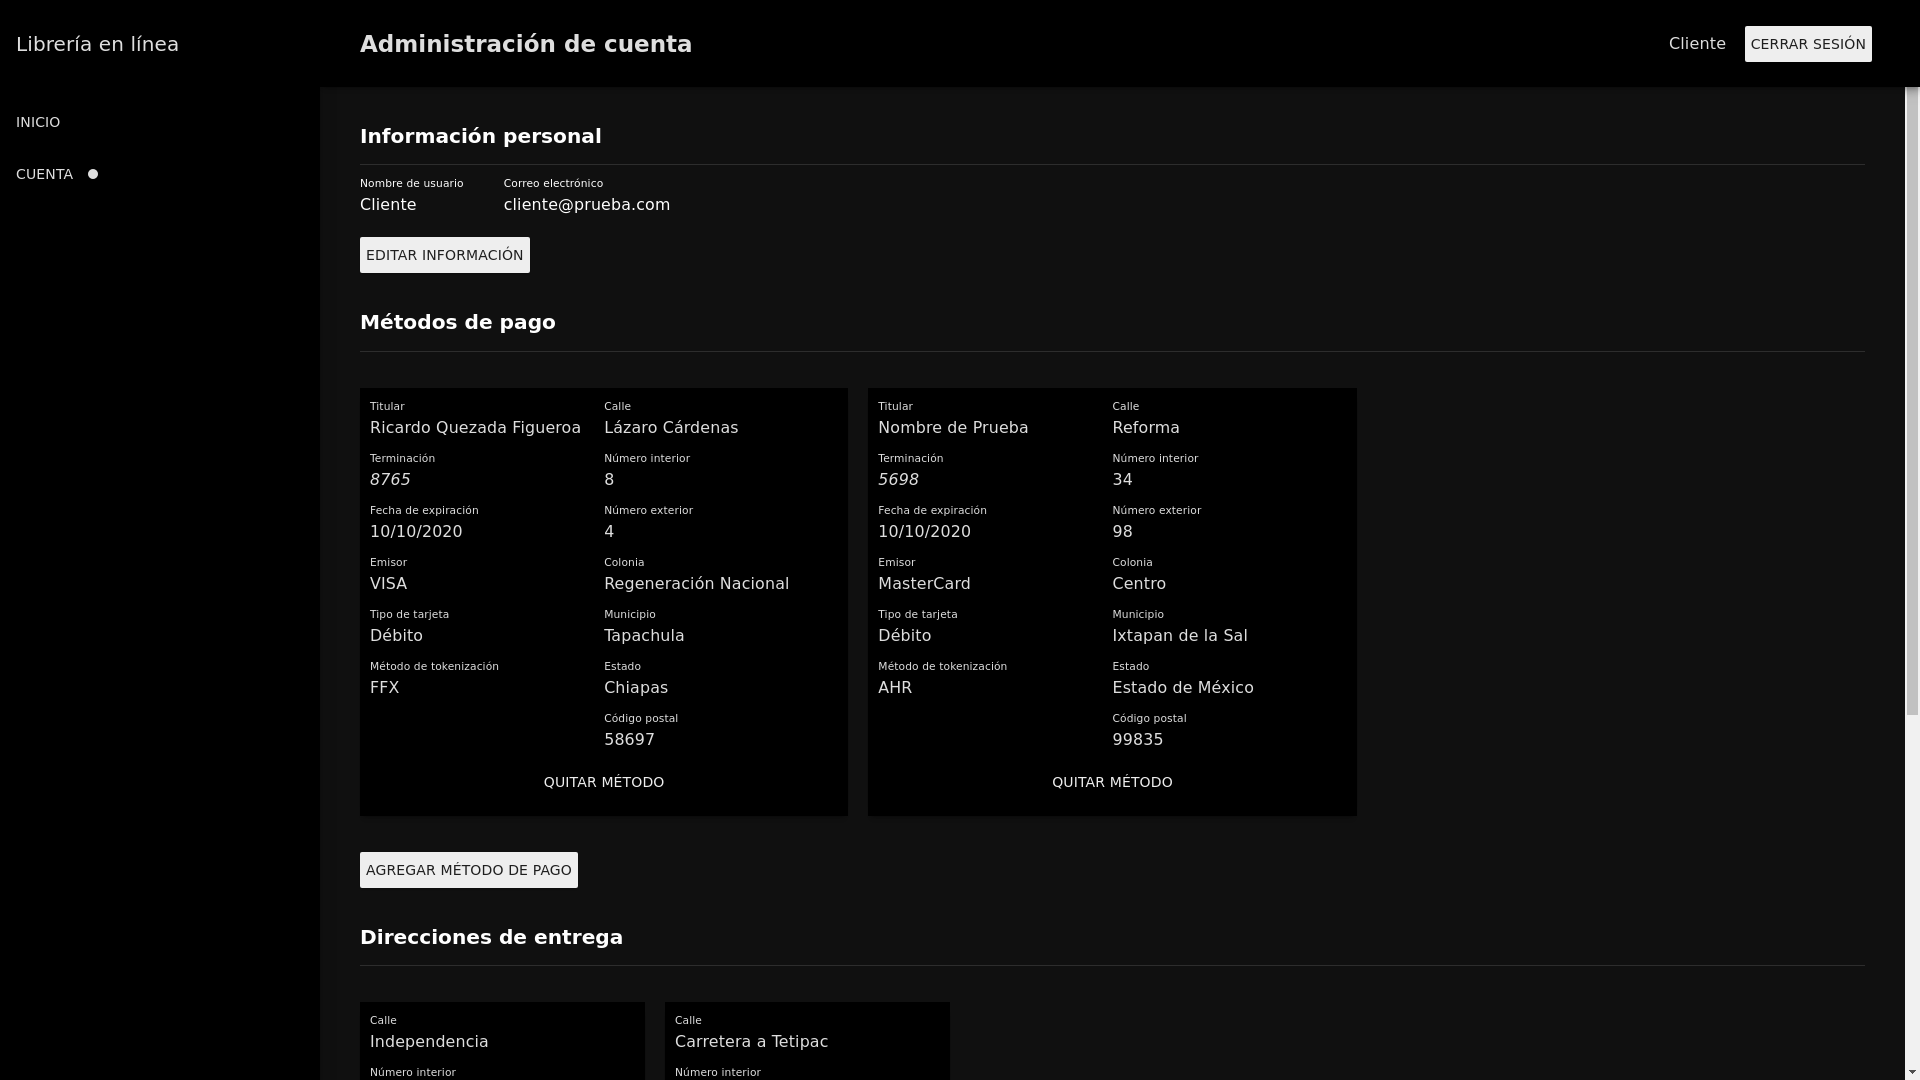 Librería en línea
Administración de cuenta
Cliente
CERRAR SESIÓN
INICIO
CUENTA
Información personal
Nombre de usuario
Cliente
Correo electrónico
cliente@prueba.com
EDITAR INFORMACIÓN
Métodos de pago
Titular
Ricardo Quezada Figueroa
Terminación
8765
Fecha de expiración
10/10/2020
Emisor
VISA
Tipo de tarjeta
Débito
Método de tokenización
FFX
Calle
Lázaro Cárdenas
Número interior
8
Número exterior
4
Colonia
Regeneración Nacional
Municipio
Tapachula
Estado
Chiapas
Código postal
58697
QUITAR MÉTODO
Titular
Nombre de Prueba
Terminación
5698
Fecha de expiración
10/10/2020
Emisor
MasterCard
Tipo de tarjeta
Débito
Método de tokenización
AHR
Calle
Reforma
Número interior
34
Número exterior
98
Colonia
Centro
Municipio
Ixtapan de la Sal
Estado
Estado de México
Código postal
99835
QUITAR MÉTODO
AGREGAR MÉTODO DE PAGO
Direcciones de entrega
Calle
Independencia
Número interior
Calle
Carretera a Tetipac
Número interior